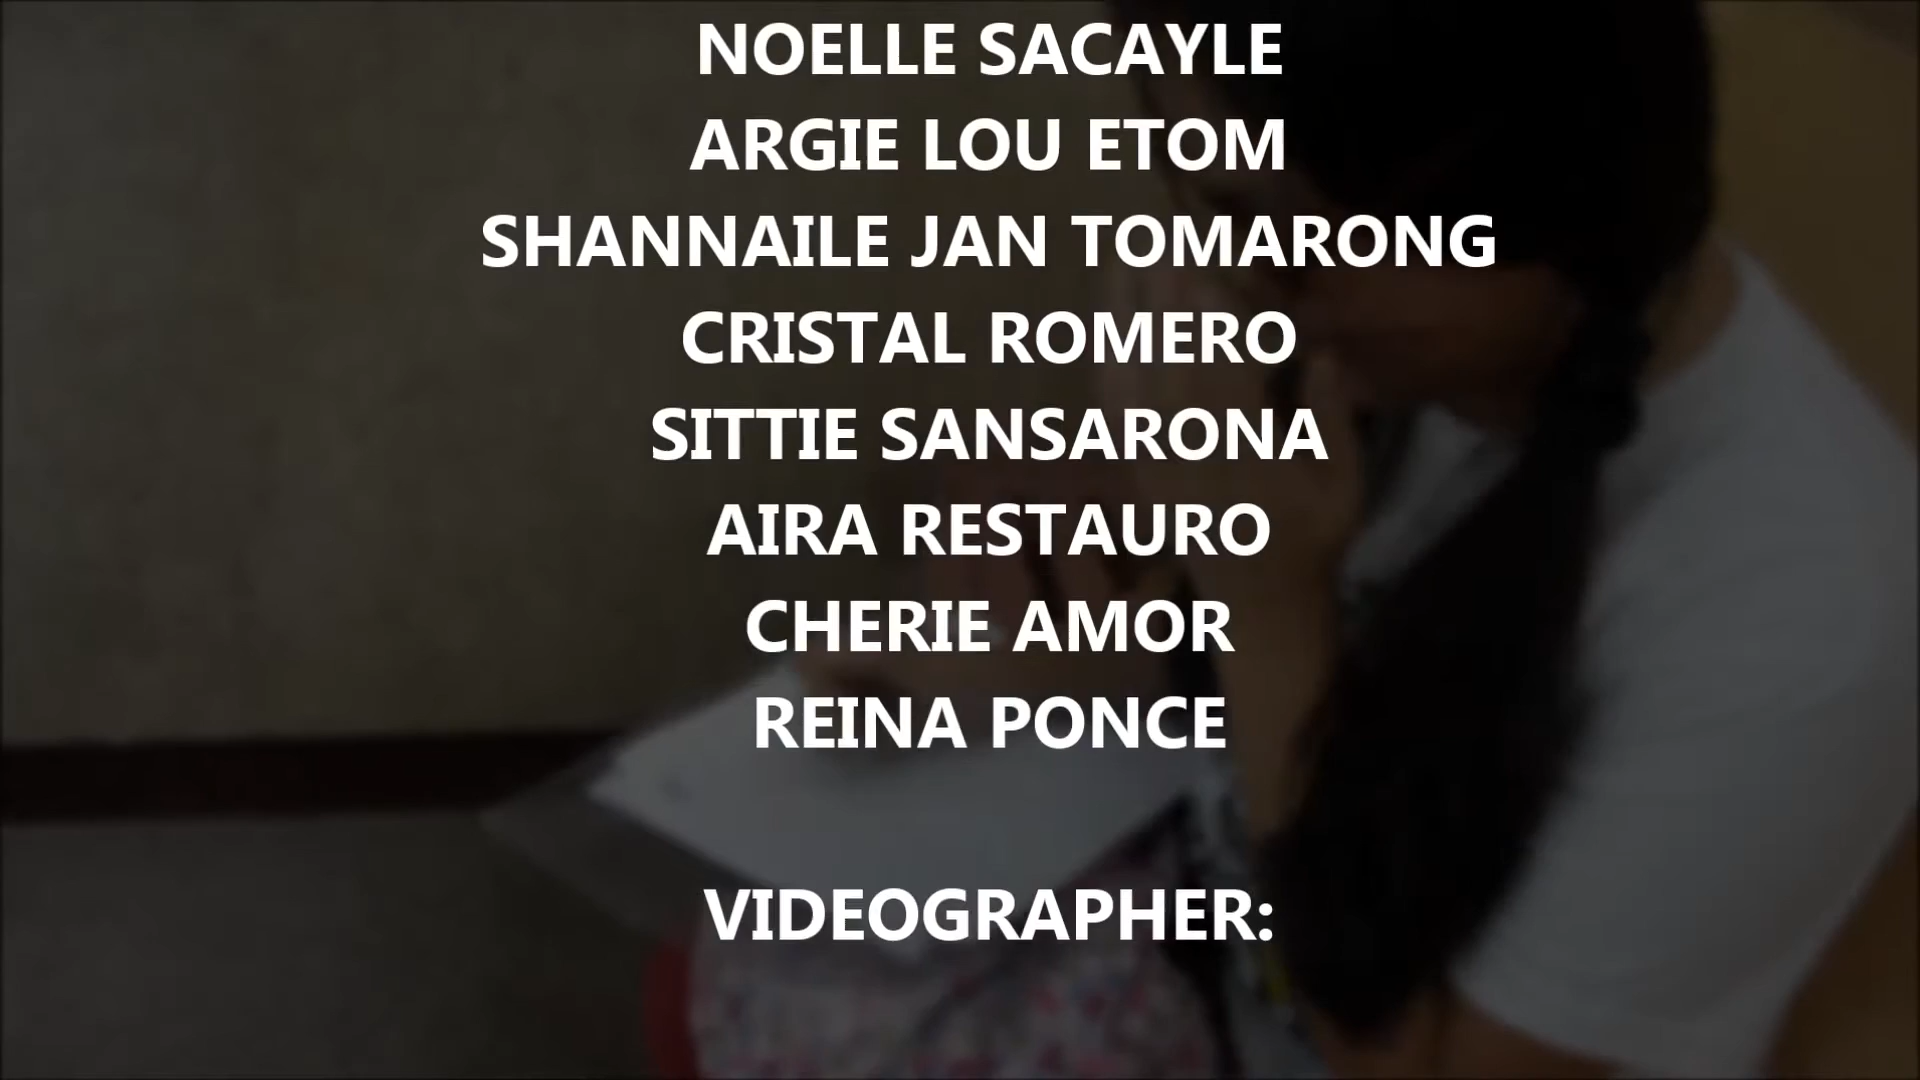 NOELLE SACAYLE
ARGIE LOU ETOM
SHANNAILE JAN TOMARONG
CRISTAL ROMERO
SITTIE SANSARONA
AIRA RESTAURO
CHERIE AMOR
REINA PONCE
VIDEOGRAPHER: